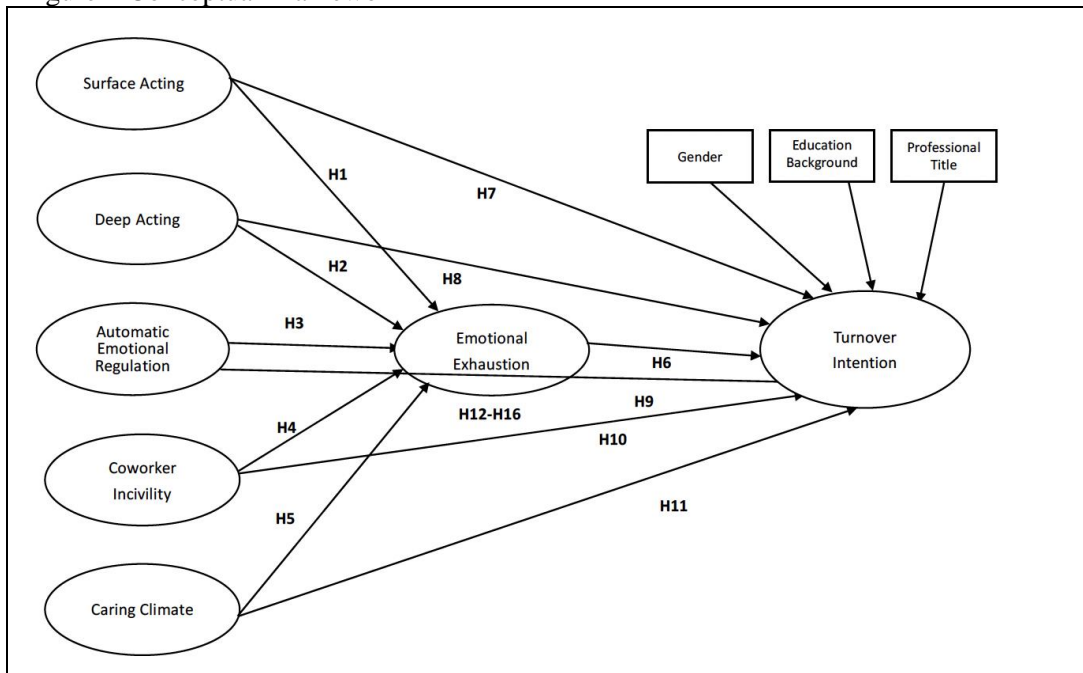 Surface Acting
Gender
Education
Background
Professional
Title
H1
H7
Deep Acting
H2
H8
Automatic
Emotional
Regulation
H3
Emotional
Exhaustion
Turnover
Intention
H6
H12-H16
H9
H4
H10
Coworker
Incivility
H5
H11
Caring Climate